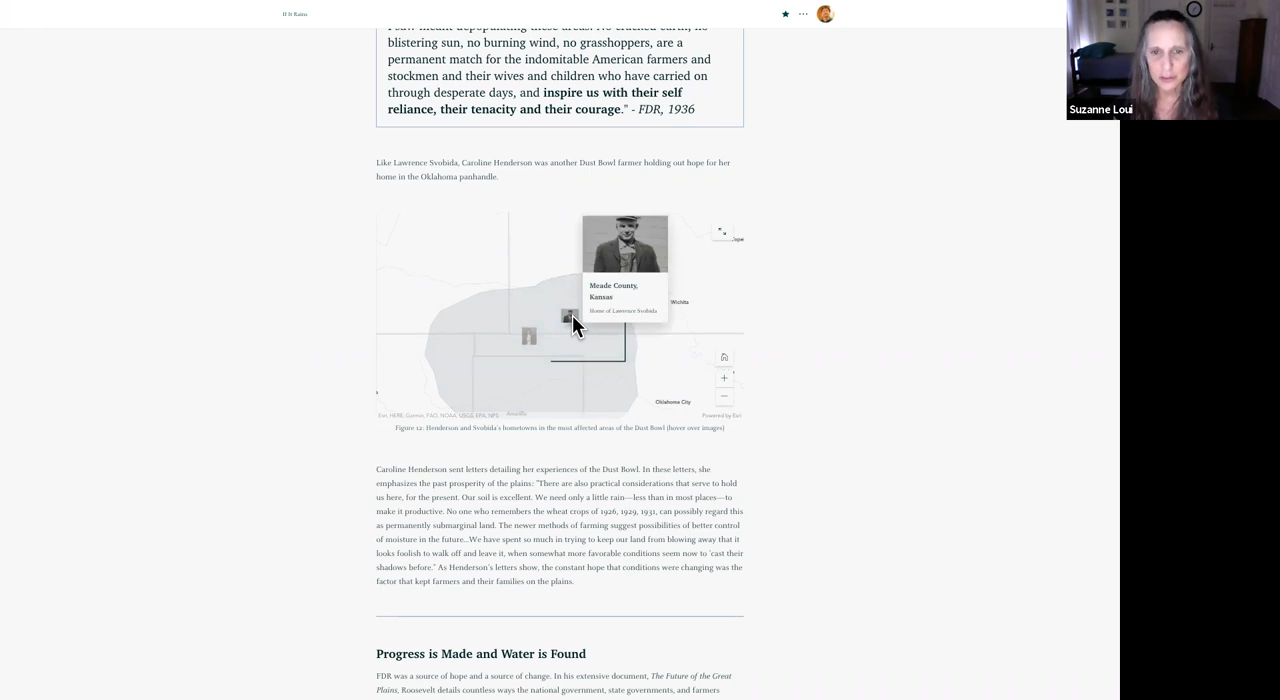 If It Rains
blistering sun, no burning wind, no grasshoppers, are a
permanent match for the indomitable American farmers and
stockmen and their wives and children who have carried on
through desperate days, and inspire us with their self
reliance, their tenacity and their courage." - FDR, 1936
Suzanne Loui
Like Lawrence Svobida, Caroline Henderson was another Dust Bowl farmer holding out hope for her
home in the Oklahoma panhandle.
Meade County,
Kansas
Home of Lawrence Svobida
Wichita
Oklahoma City
Amarillo
Esri, HERE, Garmin, FAO, NOAA, USGS, EPA, NPS
Powered by Esri
Figure 12: Henderson and Svobida's hometowns in the most affected areas of the Dust Bowl (hover over images)
Caroline Henderson sent letters detailing her experiences of the Dust Bowl. In these letters, she
emphasizes the past prosperity of the plains: "There are also practical considerations that serve to hold
us here, for the present. Our soil is excellent. We need only a little rain—less than in most places—to
make it productive. No one who remembers the wheat crops of 1926, 1929, 1931, can possibly regard this
as permanently submarginal land. The newer methods of farming suggest possibilities of better control
of moisture in the future...We have spent so much in trying to keep our land from blowing away that it
looks foolish to walk off and leave it, when somewhat more favorable conditions seem now to 'cast their
shadows before." As Henderson's letters show, the constant hope that conditions were changing was the
factor that kept farmers and their families on the plains.
Progress is Made and Water is Found
FDR was a source of hope and a source of change. In his extensive document, The Future of the Great
Plains, Roosevelt details countless ways the national government, state governments, and farmers